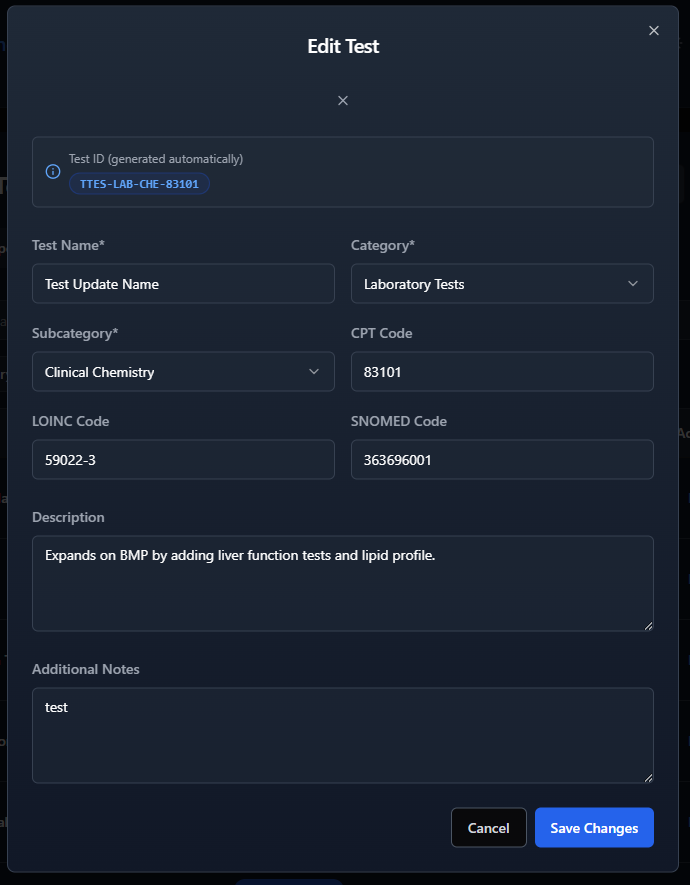 Edit Test
Test ID (generated automatically)
TTES-LAB-CHE-83101
Test Name*
Category*
Test Update Name
Laboratory Tests
Subcategory*
CPT Code
Clinical Chemistry
83101
LOINC Code
SNOMED Code
59022-3
363696001
Description
Expands on BMP by adding liver function tests and lipid profile.
Additional Notes
test
Cancel
Save Changes